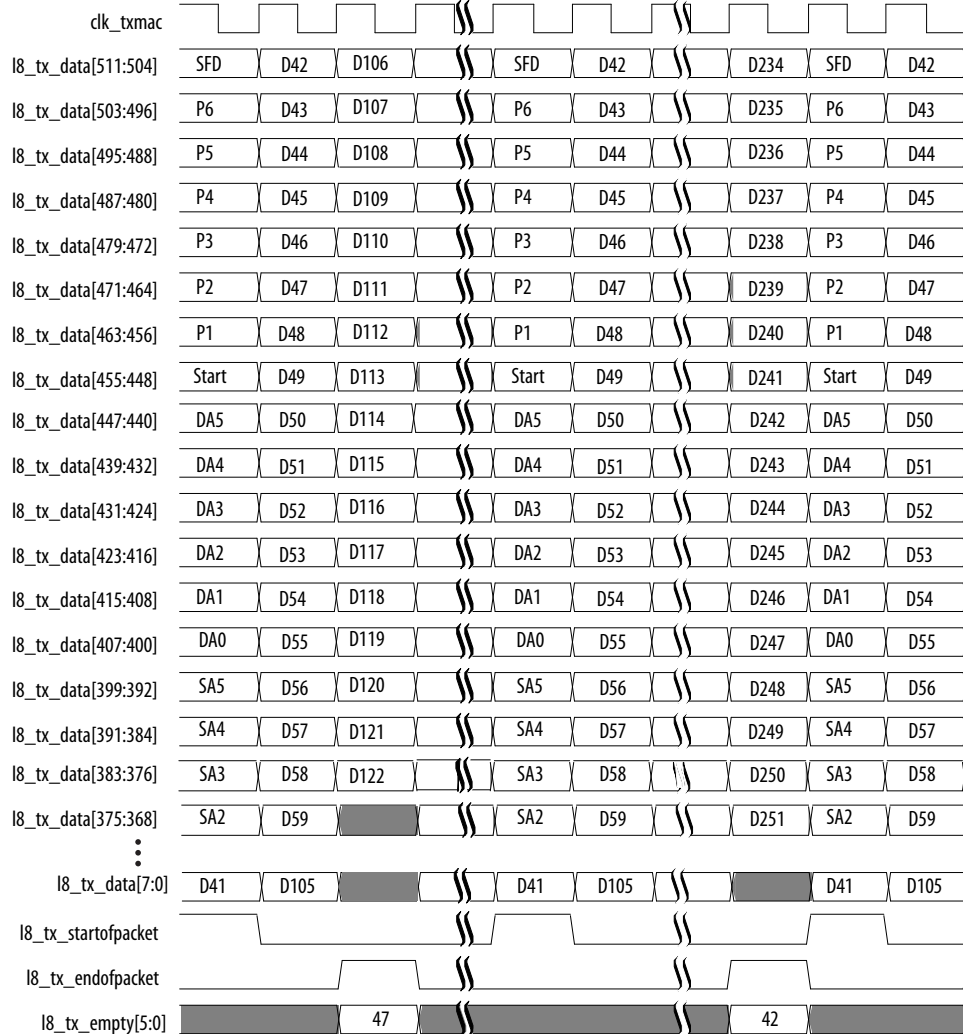 clk_txmac
l8_tx_data[511:504] SFD D42 D106 SFD D42 D234 SFD D42
l8_tx_data[503:496] P6 D43 D107 P6 D43 D235 P6 D43
l8_tx_data[495:488] P5 D44 D108 P5 D44 D236 P5 D44
l8_tx_data[487:480] P4 D45 D109 P4 D45 D237 P4 D45
l8_tx_data[479:472] P3 D46 D110 P3 D46 D238 P3 D46
l8_tx_data[471:464] P2 D47 D111 P2 D47 D239 P2 D47
l8_tx_data[463:456] P1 D48 D112 P1 D48 D240 P1 D48
l8_tx_data[455:448] Start D49 D113 Start D49 D241 Start D49
l8_tx_data[447:440] DA5 D50 D114 DA5 D50 D242 DA5 D50
l8_tx_data[439:432] DA4 D51 D115 DA4 D51 D243 DA4 D51
l8_tx_data[431:424] DA3 D52 D116 DA3 D52 D244 DA3 D52
l8_tx_data[423:416] DA2 D53 D117 DA2 D53 D245 DA2 D53
l8_tx_data[415:408] DA1 D54 D118 DA1 D54 D246 DA1 D54
l8_tx_data[407:400] DA0 D55 D119 DA0 D55 D247 DA0 D55
l8_tx_data[399:392] SA5 D56 D120 SA5 D56 D248 SA5 D56
l8_tx_data[391:384] SA4 D57 D121 SA4 D57 D249 SA4 D57
l8_tx_data[383:376] SA3 D58 D122 SA3 D58 D250 SA3 D58
l8_tx_data[375:368] SA2 D59 SA2 D59 D251 SA2 D59
l8_tx_data[7:0] D41 D105 D41 D105 D41 D105
l8_tx_startofpacket
l8_tx_endofpacket
l8_tx_empty[5:0] 47 42